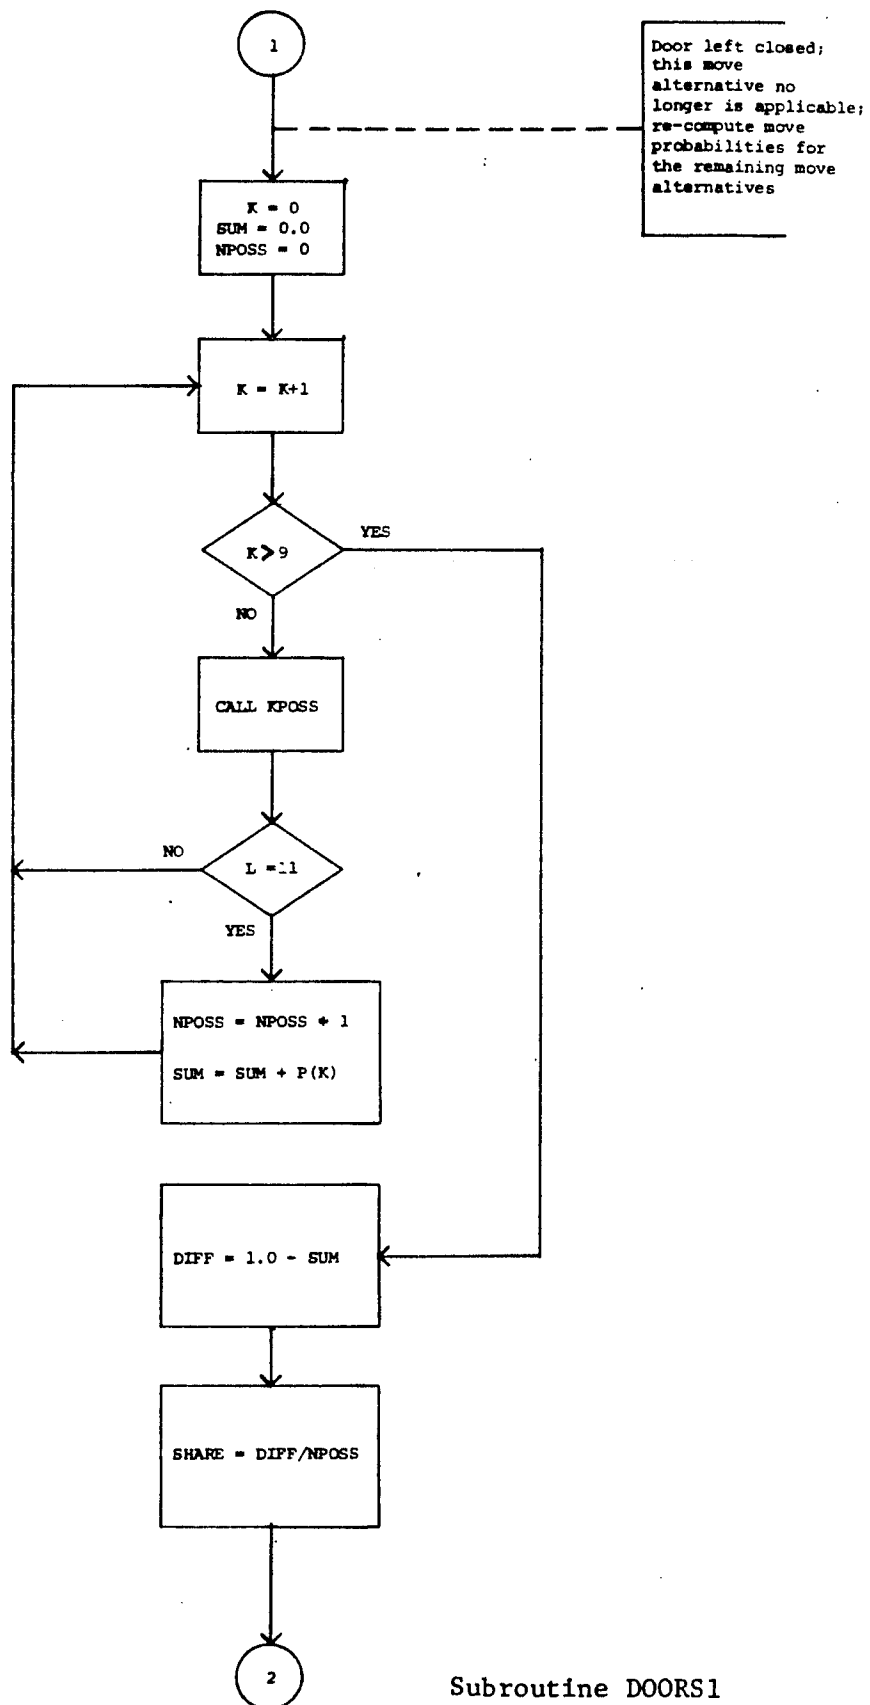 1
Door left closed;
this move
alternative no
longer is applicable;
re-compute move
probabilities for
the remaining move
alternatives
K = 0
SUM = 0.0
NPOSS = 0
K = K+1
K > 9
YES
NO
CALL KPOSS
L =11
NO
YES
NPOSS = NPOSS + 1
SUM = SUM + P(K)
DIFF = 1.0 - SUM
SHARE = DIFF/NPOSS
2
Subroutine DOORS1